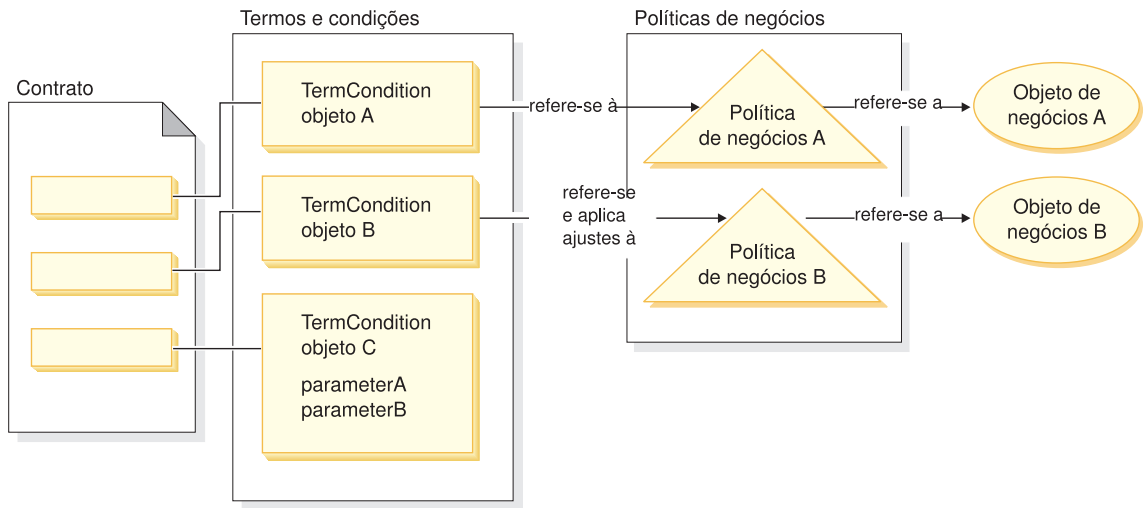 Termos e condições
Políticas de negócios
Contrato
TermCondition
objeto A
refere-se à
Política
de negócios A
refere-se a
Objeto de
negócios A
TermCondition
objeto B
refere-se
e aplica
ajustes à
Política
de negócios B
refere-se a
Objeto de
negócios B
TermCondition
objeto C
parameterA
parameterB